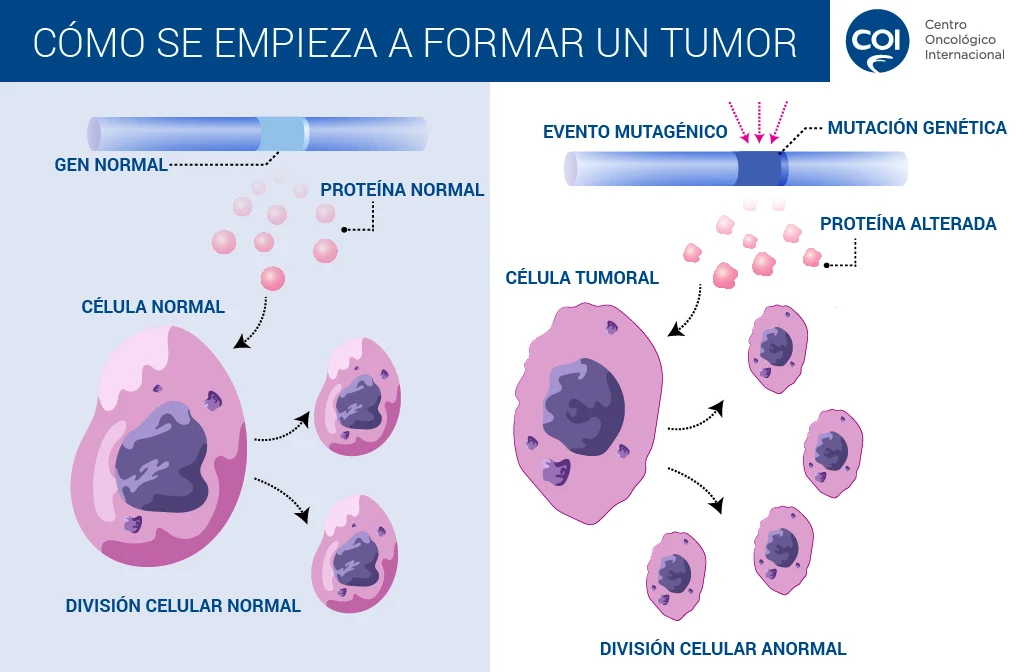 CÓMO SE EMPIEZA A FORMAR UN TUMOR
COI
Centro
Oncológico
Internacional
GEN NORMAL
PROTEÍNA NORMAL
CÉLULA NORMAL
DIVISIÓN CELULAR NORMAL
EVENTO MUTAGÉNICO
MUTACIÓN GENÉTICA
PROTEÍNA ALTERADA
CÉLULA TUMORAL
DIVISIÓN CELULAR ANORMAL